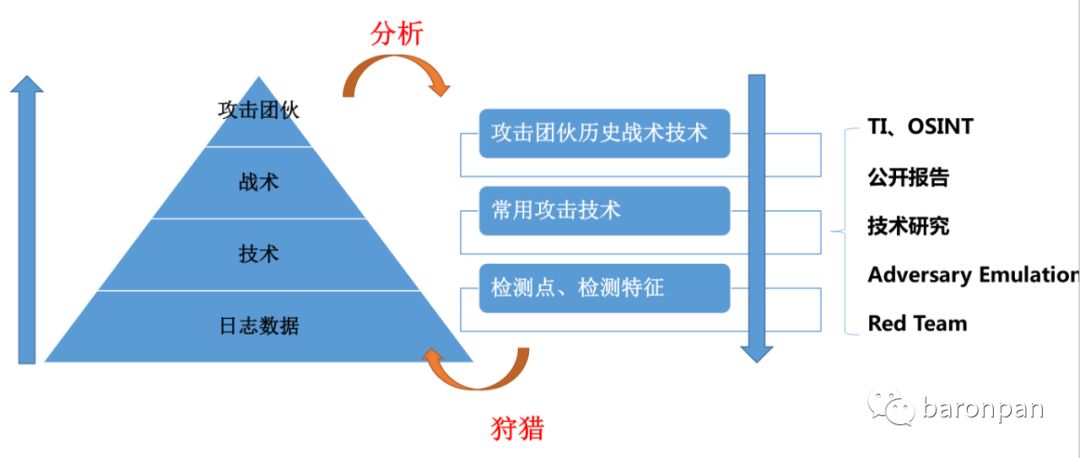 分析
攻击团伙
战术
技术
日志数据
攻击团伙历史战术技术
常用攻击技术
检测点、检测特征
TI、OSINT
公开报告
技术研究
Adversary Emulation
Red Team
狩猎
baronpan